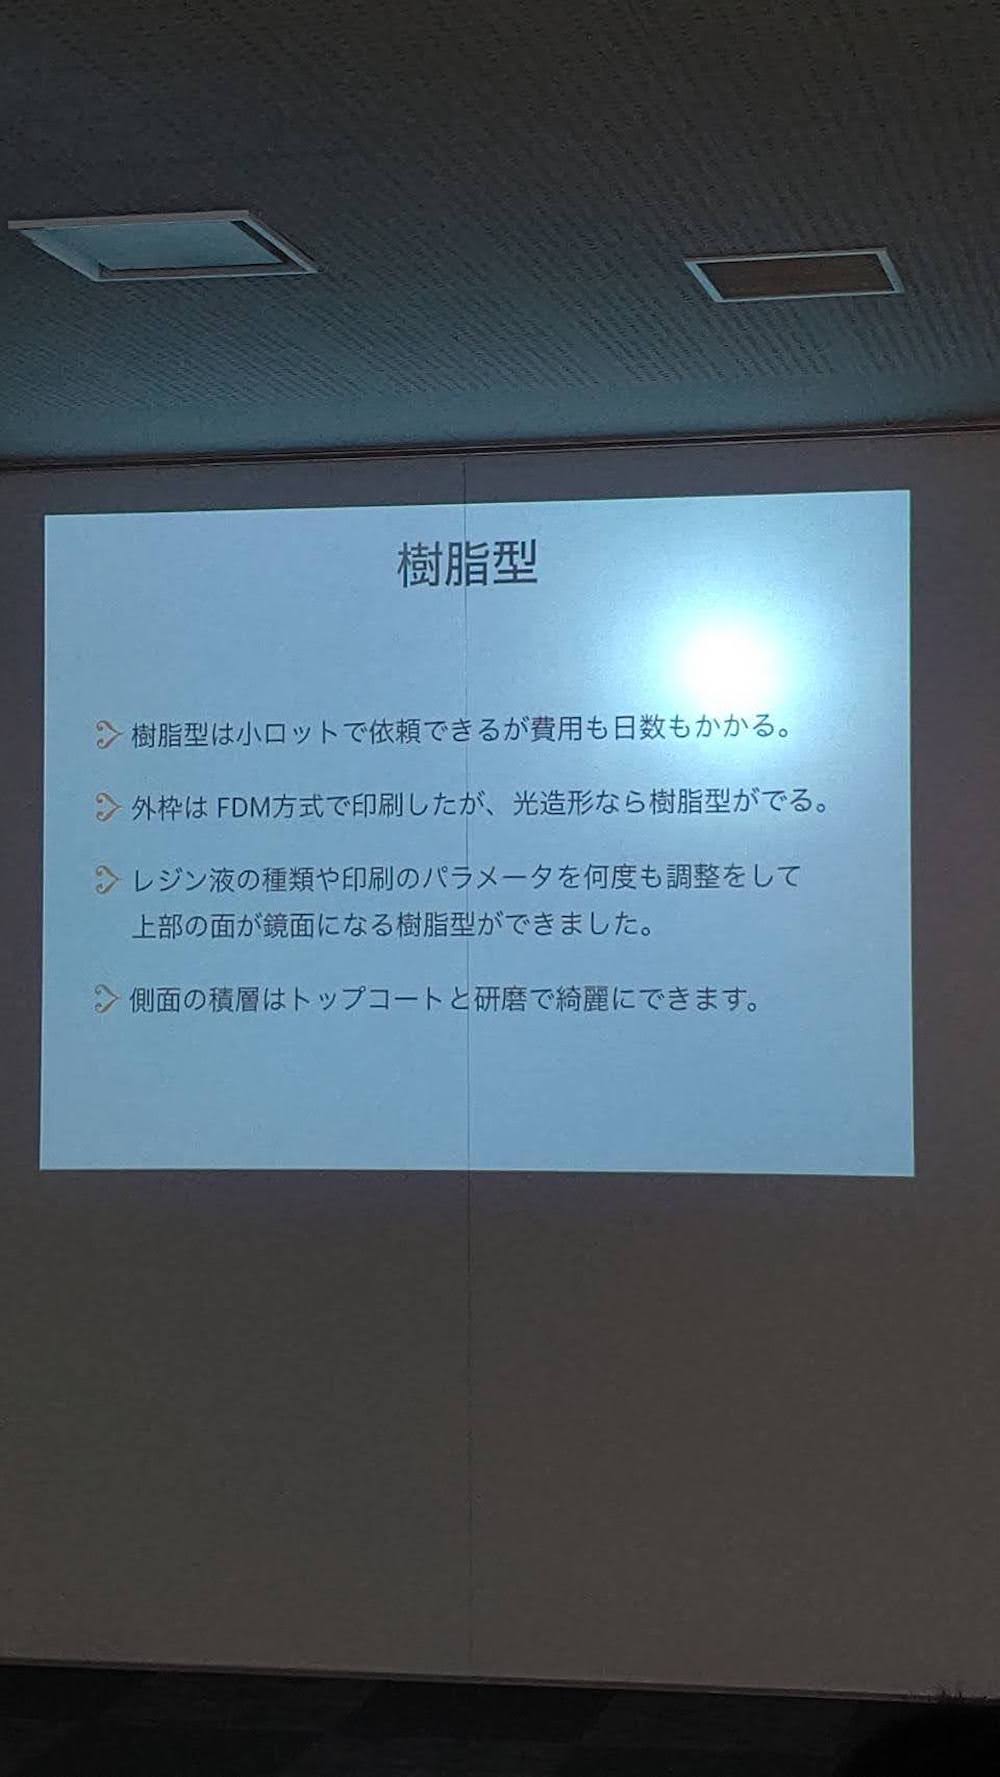 樹脂型
樹脂型は小ロットで依頼できるが費用も日数もかかる。
外枠は FDM方式で印刷したが、光造形なら樹脂型がでる。
レジン液の種類や印刷のパラメータを何度も調整をして
上部の面が鏡面になる樹脂型ができました。
側面の積層はトップコートと研磨で綺麗にできます。